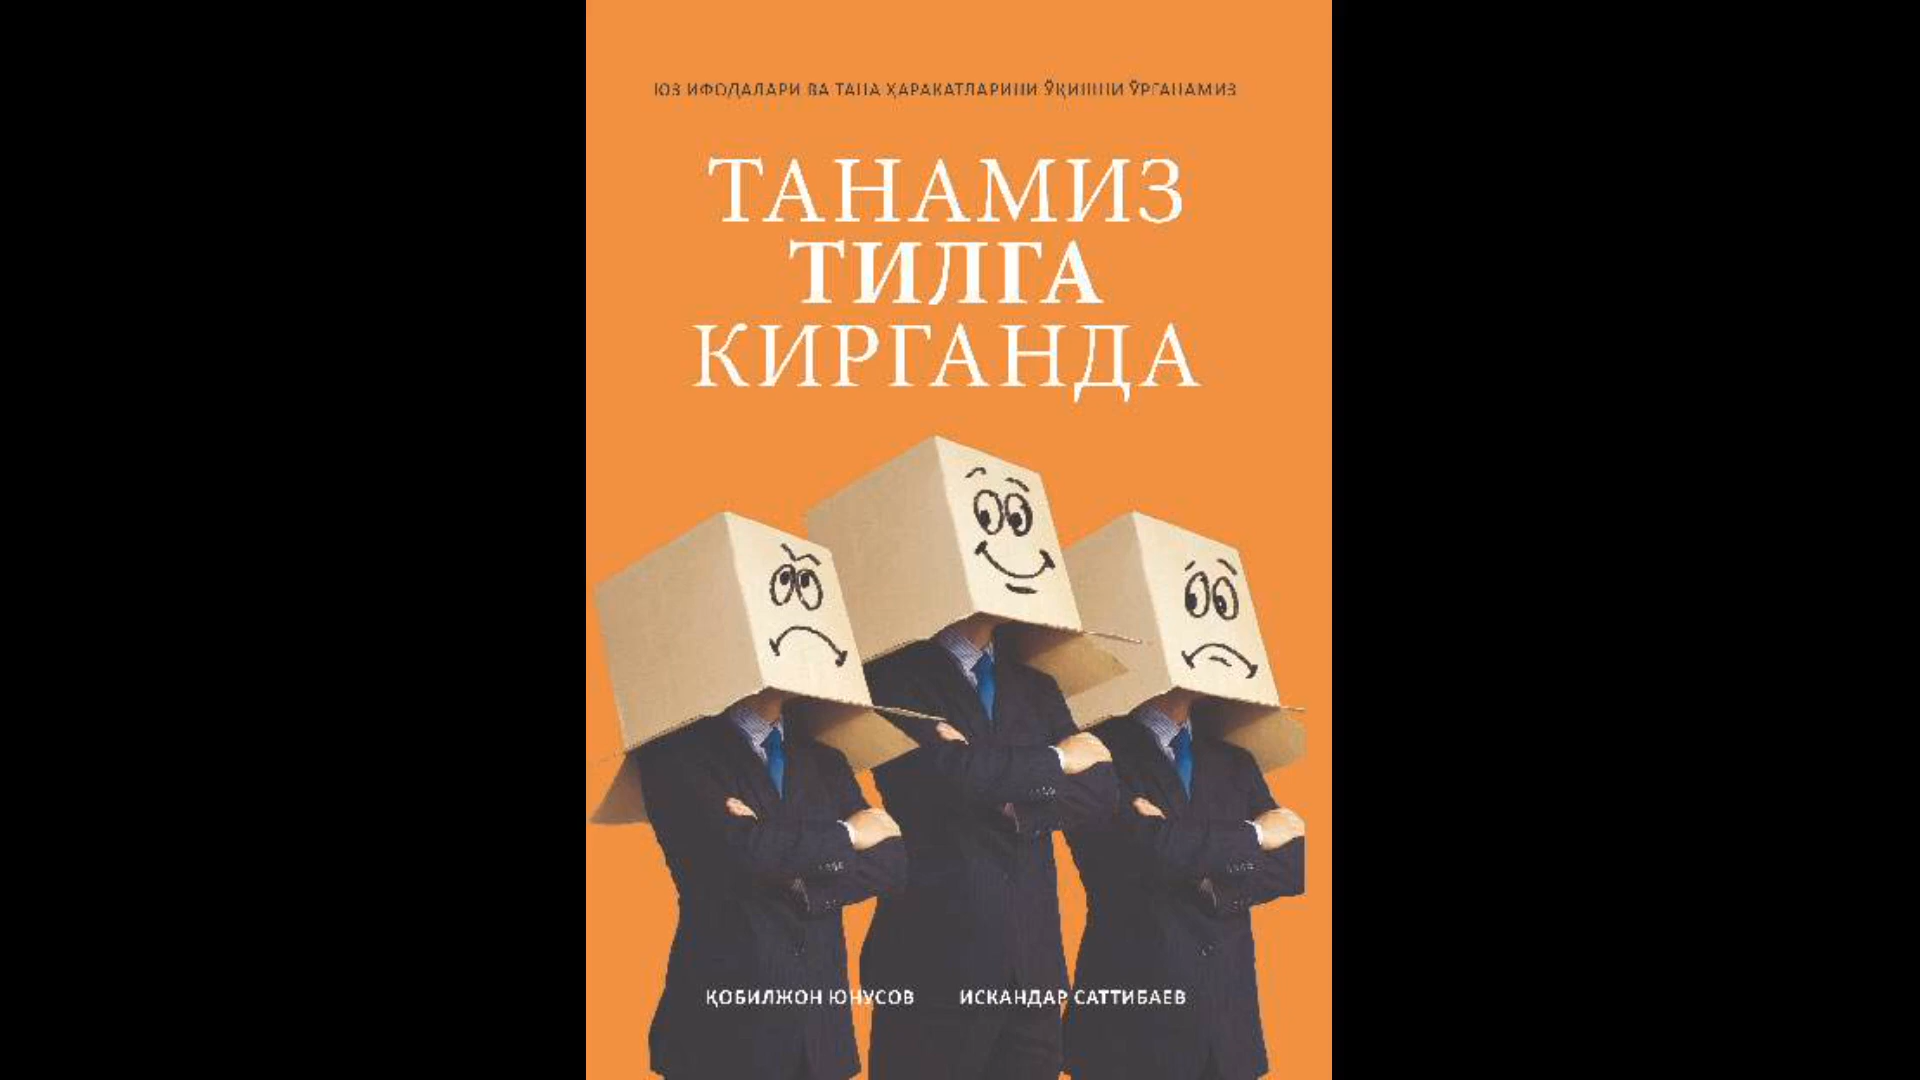 ЮЗ ИФОДАЛАРИ ВА ТАНА ҲАРАКАТЛАРИНИ ЎҚИШНИ ЎРГАНАМИЗ
ТАНАМИЗ
ТИЛГА
КИРГАНДА
ҚОБИЛЖОН ЮНУСОВ ИСКАНДАР САТТИБАЕВ